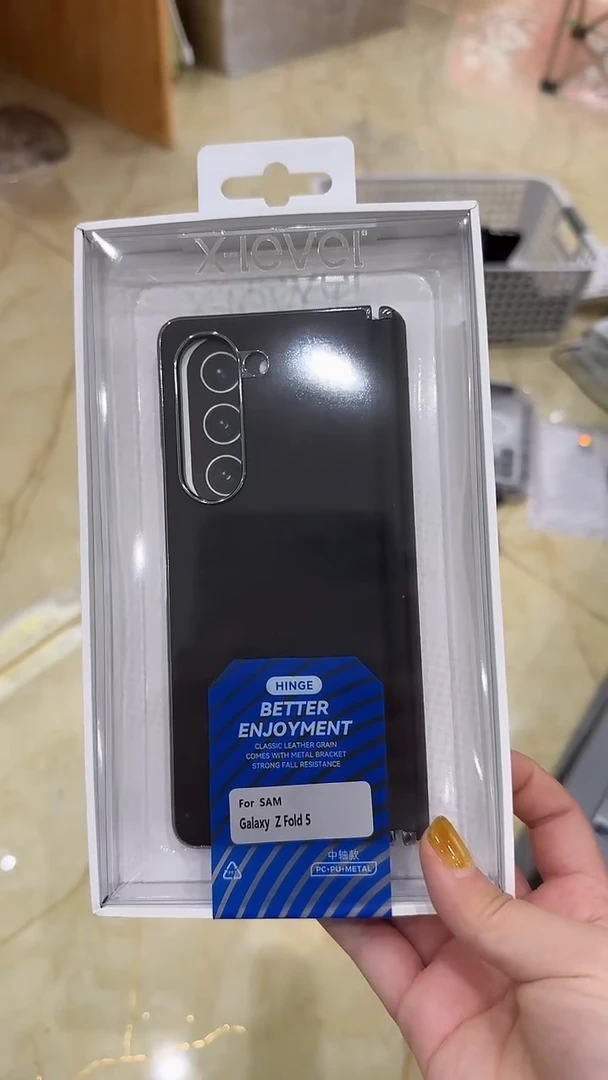 x-level
HINGE
BETTER
ENJOYMENT
CLASSIC LEATHER GRAIN
COMES WITH METAL BRACKET
STRONG FALL RESISTANCE
For SAM
Galaxy Z Fold 5
中轴款
PC+PU+METAL